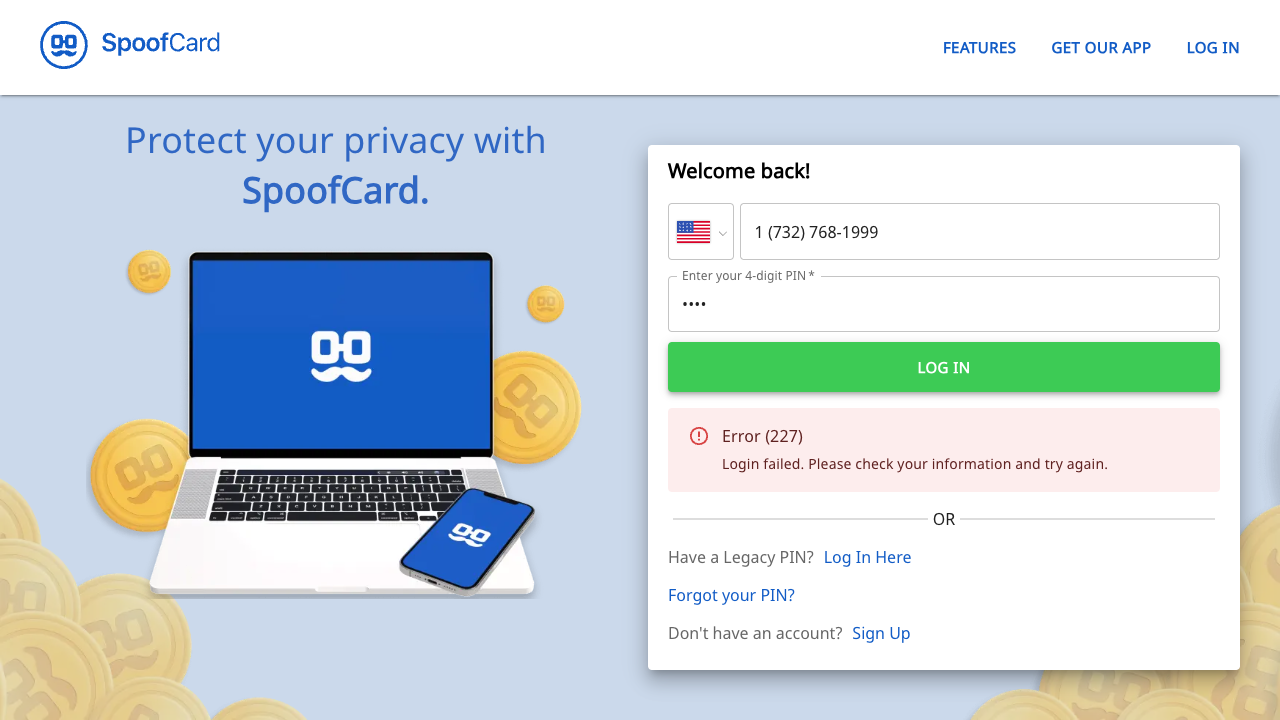 SpoofCard
FEATURES
GET OUR APP
LOG IN
Protect your privacy with
SpoofCard.
Welcome back!
1 (732) 768-1999
Enter your 4-digit PIN *
••••
LOG IN
Error (227)
Login failed. Please check your information and try again.
OR
Have a Legacy PIN? Log In Here
Forgot your PIN?
Don't have an account? Sign Up